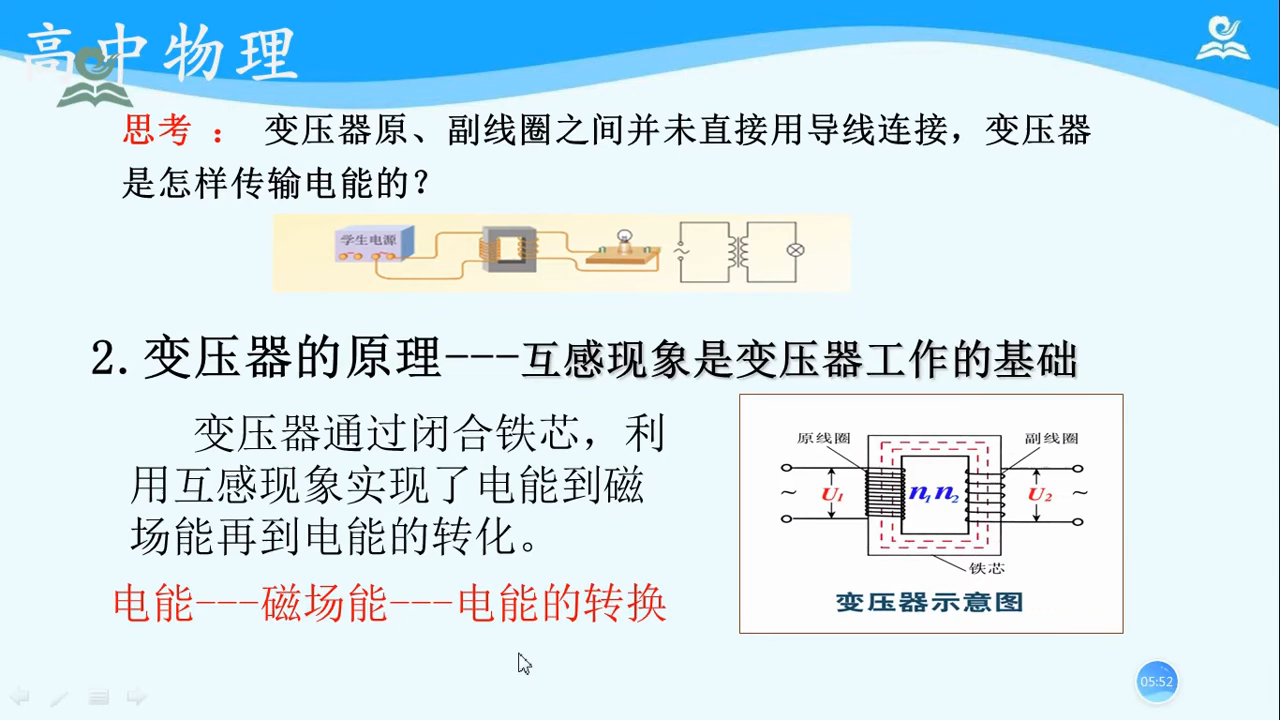 高中物理
思考 ： 变压器原、副线圈之间并未直接用导线连接，变压器
是怎样传输电能的？
学生电源
2.变压器的原理---互感现象是变压器工作的基础
变压器通过闭合铁芯，利
用互感现象实现了电能到磁
场能再到电能的转化。
电能---磁场能---电能的转换
原线圈 副线圈
~ U1 n1 n2 U2 ~
铁芯
变压器示意图
05:52